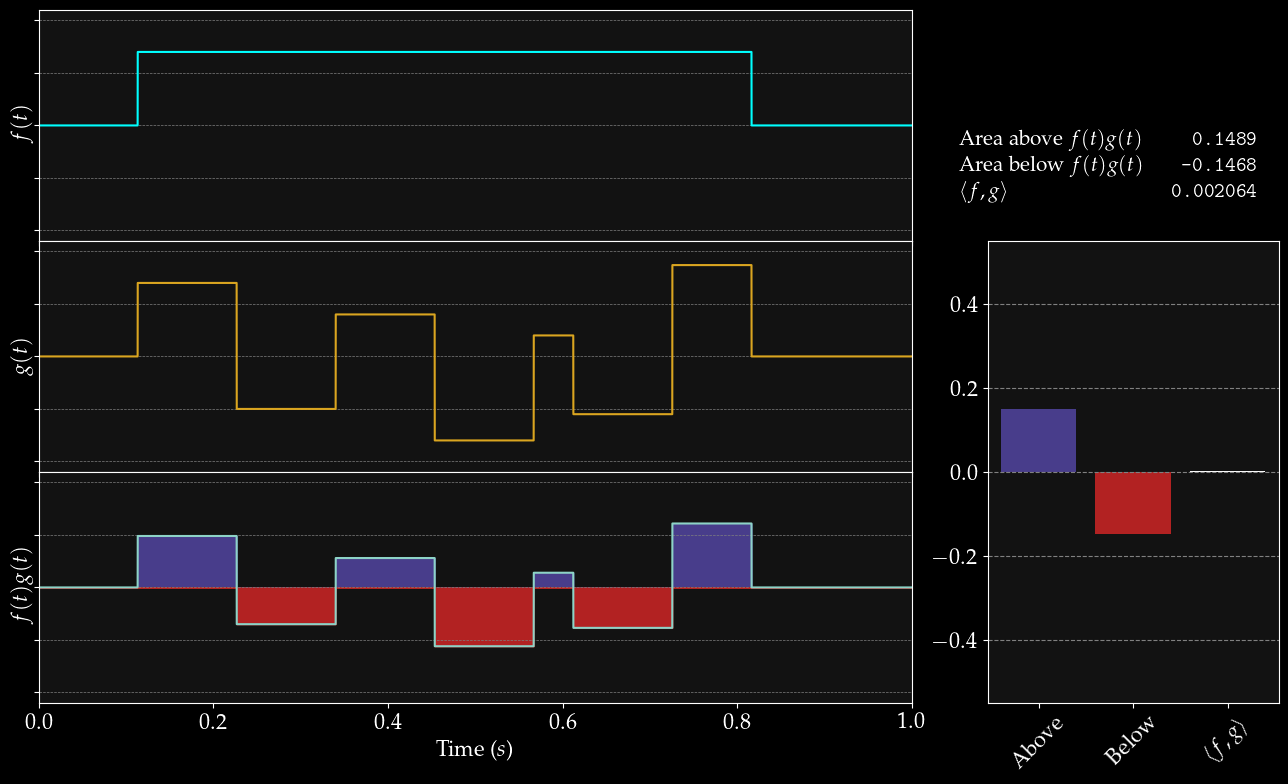 f(t)
g(t)
f(t)g(t)
0.0 0.2 0.4 0.6 0.8 1.0
Time (s)
Area above f(t)g(t) 0.1489
Area below f(t)g(t) -0.1468
⟨f,g⟩ 0.002064
0.4
0.2
0.0
−0.2
−0.4
Above Below ⟨f,g⟩